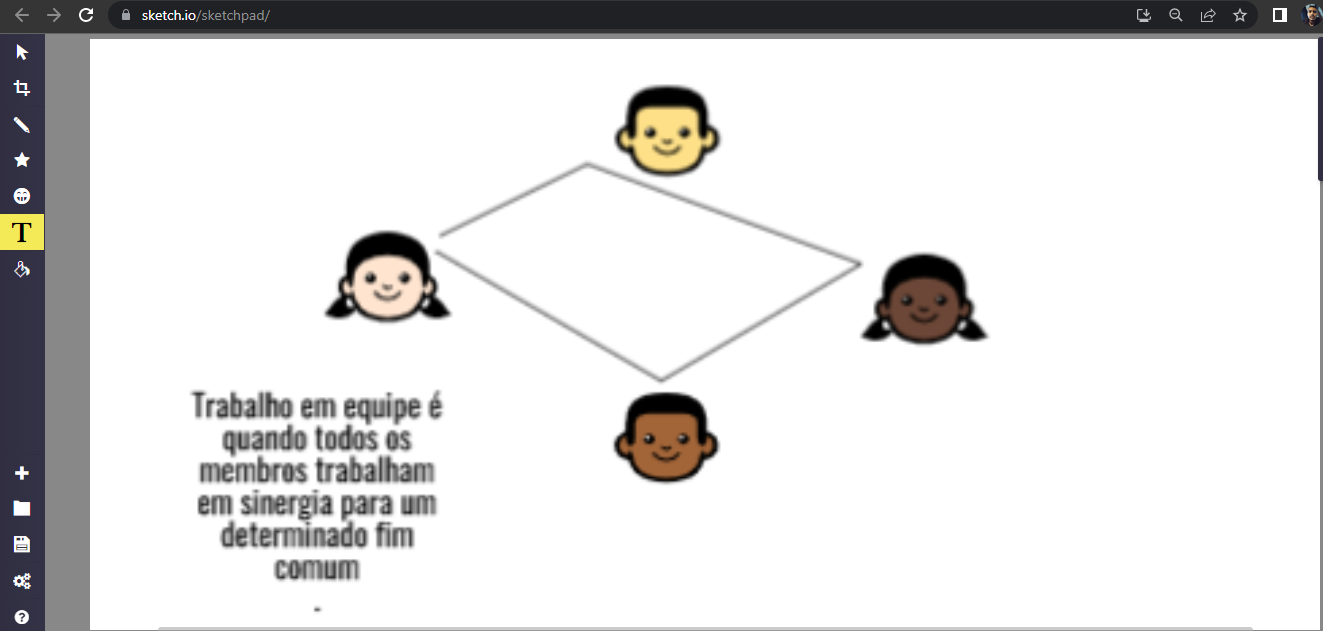 sketch.io/sketchpad/
T
Trabalho em equipe é
quando todos os
membros trabalham
em sinergia para um
determinado fim
comum
-